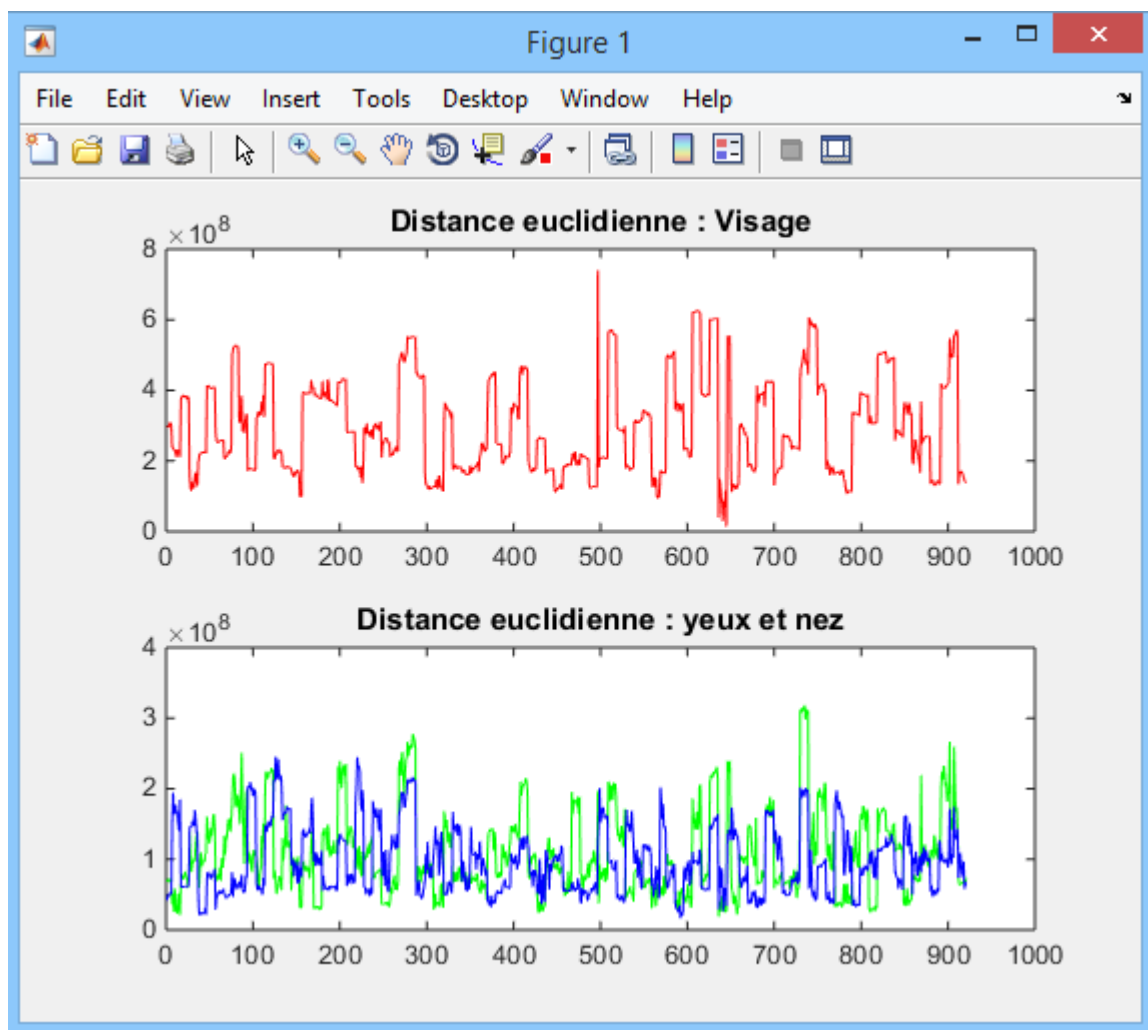 Figure 1
File Edit View Insert Tools Desktop Window Help
Distance euclidienne : Visage
×10^8
8
6
4
2
0
0 100 200 300 400 500 600 700 800 900 1000
Distance euclidienne : yeux et nez
×10^8
4
3
2
1
0
0 100 200 300 400 500 600 700 800 900 1000